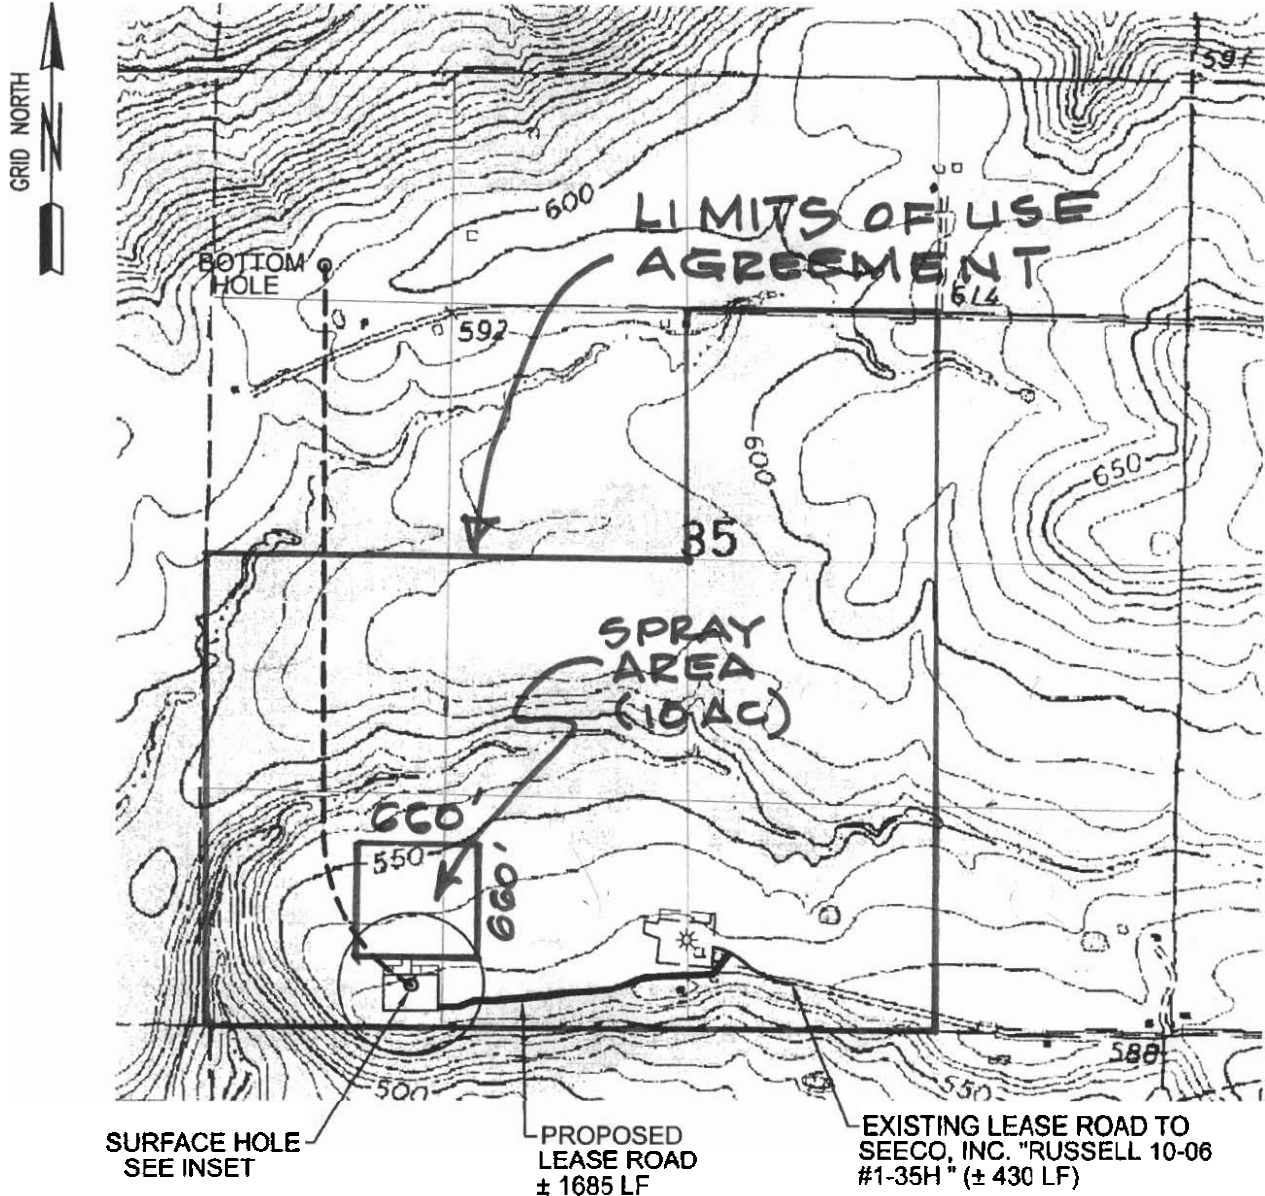 GRID NORTH
N
597
600
LIMITS OF USE
AGREEMENT
BOTTOM
HOLE
614
592
600
650
35
SPRAY
AREA
(10 AC)
660'
550
660'
588
500
550
SURFACE HOLE
SEE INSET
PROPOSED
LEASE ROAD
± 1685 LF
EXISTING LEASE ROAD TO
SEECO, INC. "RUSSELL 10-06
#1-35H " (± 430 LF)